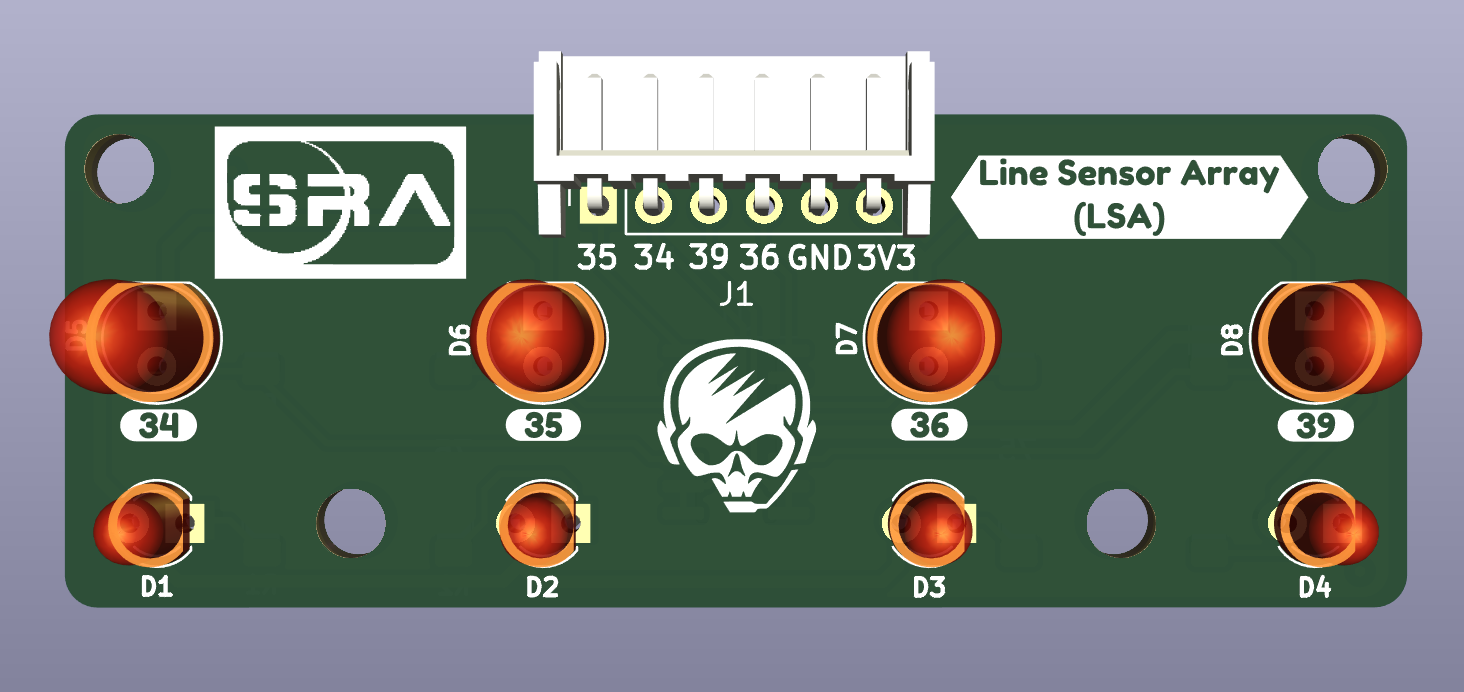 SRA
Line Sensor Array
(LSA)
35 34 39 36 GND 3V3
J1
D5
D6
D7
D8
34
35
36
39
D1
D2
D3
D4